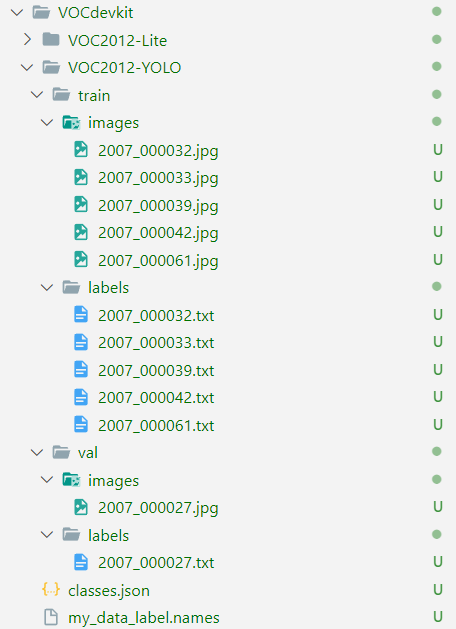 VOCdevkit
VOC2012-Lite
VOC2012-YOLO
train
images
2007_000032.jpg U
2007_000033.jpg U
2007_000039.jpg U
2007_000042.jpg U
2007_000061.jpg U
labels
2007_000032.txt U
2007_000033.txt U
2007_000039.txt U
2007_000042.txt U
2007_000061.txt U
val
images
2007_000027.jpg U
labels
2007_000027.txt U
{..} classes.json U
my_data_label.names U